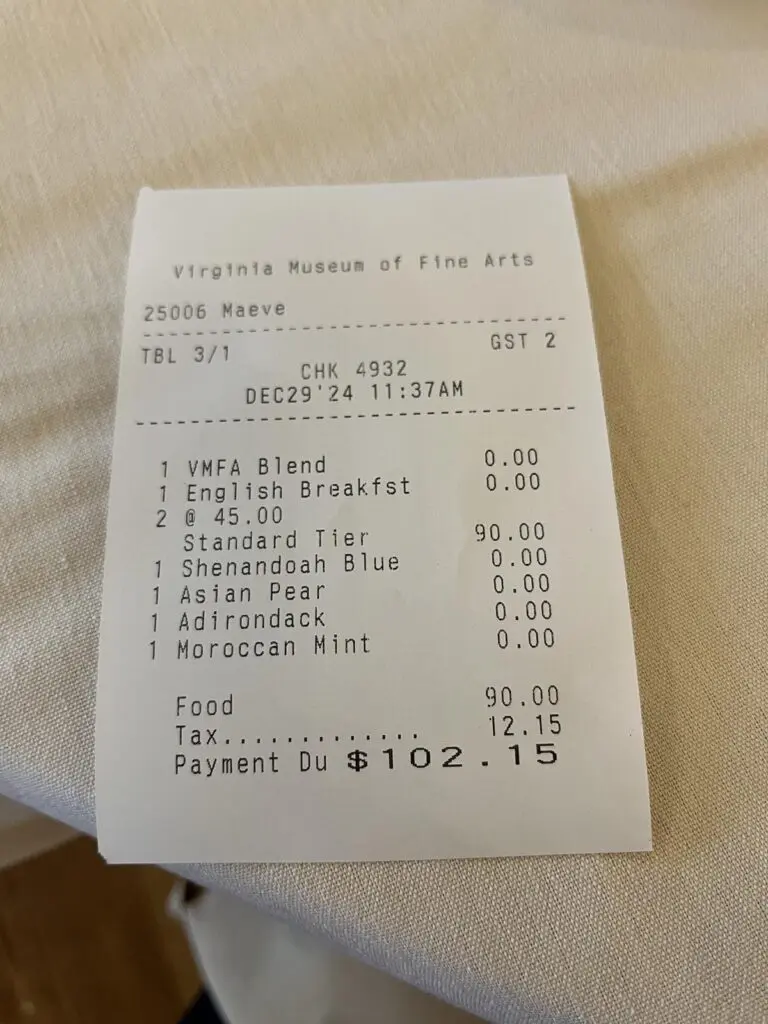 Virginia Museum of Fine Arts
25006 Maeve
--------------------------------
TBL 3/1 GST 2
CHK 4932
DEC29'24 11:37AM
--------------------------------
1 VMFA Blend 0.00
1 English Breakfst 0.00
2 @ 45.00
Standard Tier 90.00
1 Shenandoah Blue 0.00
1 Asian Pear 0.00
1 Adirondack 0.00
1 Moroccan Mint 0.00
Food 90.00
Tax............. 12.15
Payment Du $102.15